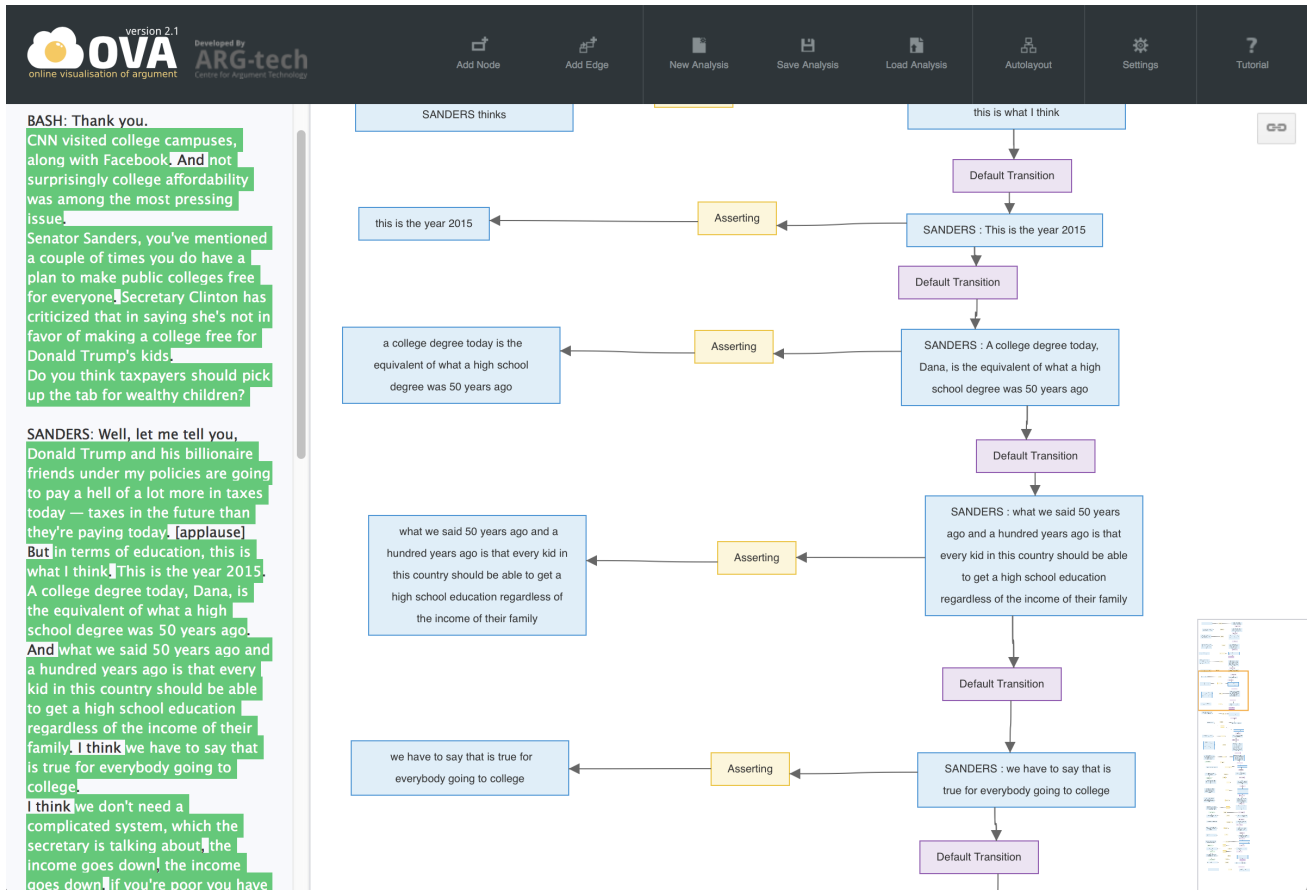 version 2.1
OVA
online visualisation of argument
Developed By
ARG-tech
Centre for Argument Technology
Add Node
Add Edge
New Analysis
Save Analysis
Load Analysis
Autolayout
Settings
?
Tutorial
BASH: Thank you.
CNN visited college campuses,
along with Facebook. And not
surprisingly college affordability
was among the most pressing
issue.
Senator Sanders, you've mentioned
a couple of times you do have a
plan to make public colleges free
for everyone. Secretary Clinton has
criticized that in saying she's not in
favor of making a college free for
Donald Trump's kids.
Do you think taxpayers should pick
up the tab for wealthy children?
SANDERS: Well, let me tell you,
Donald Trump and his billionaire
friends under my policies are going
to pay a hell of a lot more in taxes
today — taxes in the future than
they're paying today. [applause]
But in terms of education, this is
what I think. This is the year 2015.
A college degree today, Dana, is
the equivalent of what a high
school degree was 50 years ago.
And what we said 50 years ago and
a hundred years ago is that every
kid in this country should be able
to get a high school education
regardless of the income of their
family. I think we have to say that
is true for everybody going to
college.
I think we don't need a
complicated system, which the
secretary is talking about, the
income goes down, the income
goes down, if you're poor you have
SANDERS thinks
this is what I think
Default Transition
this is the year 2015
Asserting
SANDERS : This is the year 2015
Default Transition
a college degree today is the
equivalent of what a high school
degree was 50 years ago
Asserting
SANDERS : A college degree today,
Dana, is the equivalent of what a high
school degree was 50 years ago
Default Transition
what we said 50 years ago and a
hundred years ago is that every kid in
this country should be able to get a
high school education regardless of
the income of their family
Asserting
SANDERS : what we said 50 years
ago and a hundred years ago is that
every kid in this country should be able
to get a high school education
regardless of the income of their family
Default Transition
we have to say that is true for
everybody going to college
Asserting
SANDERS : we have to say that is
true for everybody going to college
Default Transition